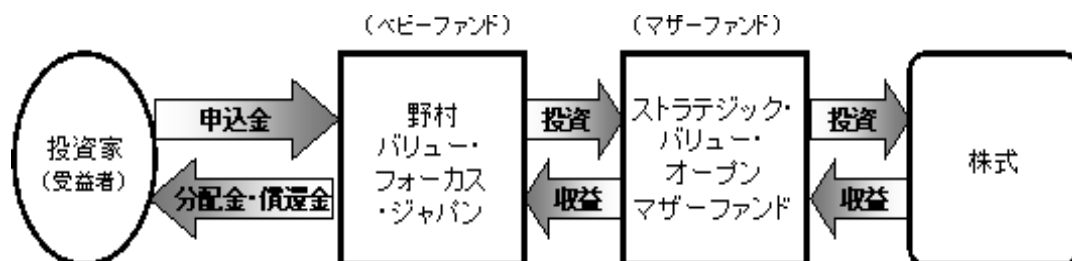 （ベビーファンド）
（マザーファンド）
投資家
（受益者）
申込金
分配金・償還金
野村
バリュー・
フォーカス
・ジャパン
投資
収益
ストラテジック・
バリュー・
オープン
マザーファンド
投資
収益
株式